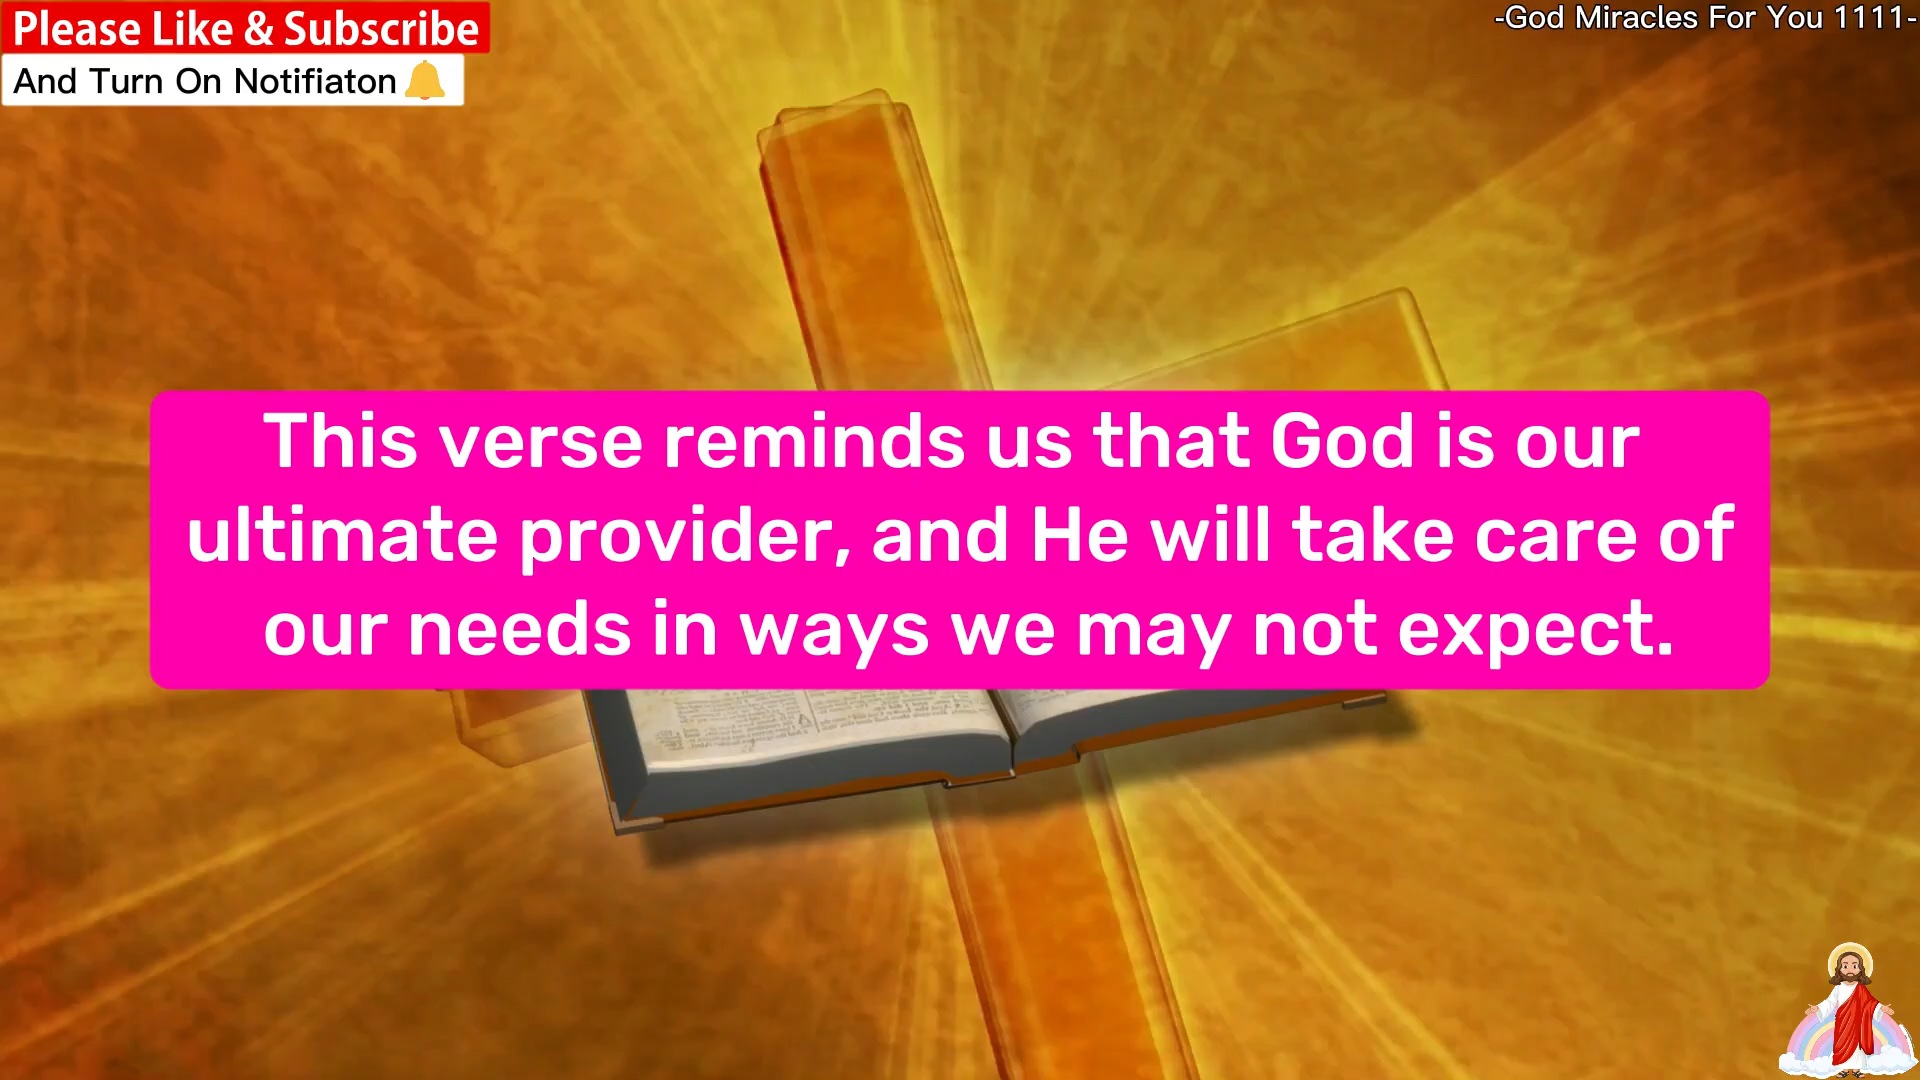 Please Like & Subscribe
And Turn On Notifiaton
-God Miracles For You 1111-
This verse reminds us that God is our
ultimate provider, and He will take care of
our needs in ways we may not expect.